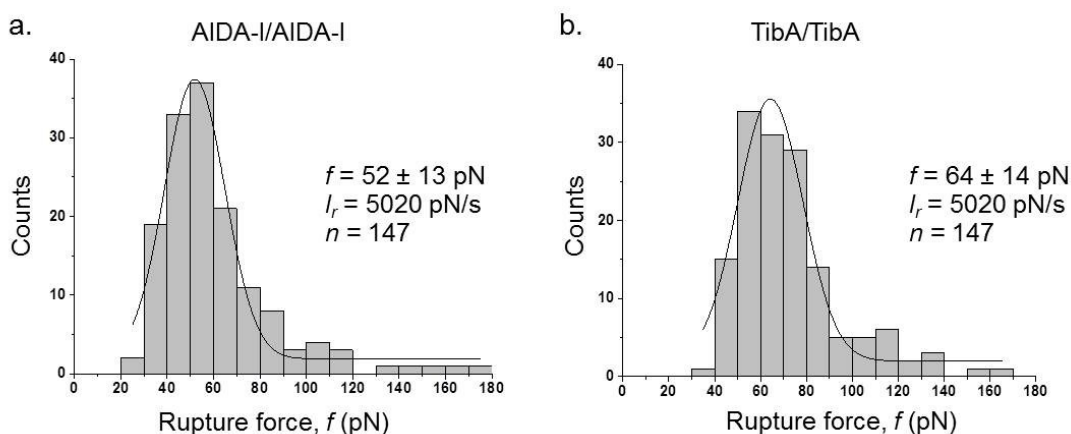 a.
AIDA-I/AIDA-I
40
30
20
10
0
Counts
0 20 40 60 80 100 120 140 160 180
Rupture force, f (pN)
f = 52 ± 13 pN
lr = 5020 pN/s
n = 147
b.
TibA/TibA
40
30
20
10
0
Counts
0 20 40 60 80 100 120 140 160 180
Rupture force, f (pN)
f = 64 ± 14 pN
lr = 5020 pN/s
n = 147